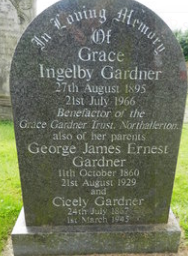 In Loving Memory
Of
Grace
Ingelby Gardner
27th August 1895
21st July 1966
Benefactor of the
Grace Gardner Trust, Northallerton.
also of her parents
George James Ernest
Gardner
11th October 1860
21st August 1929
and
Cicely Gardner
24th July
1st March 1945